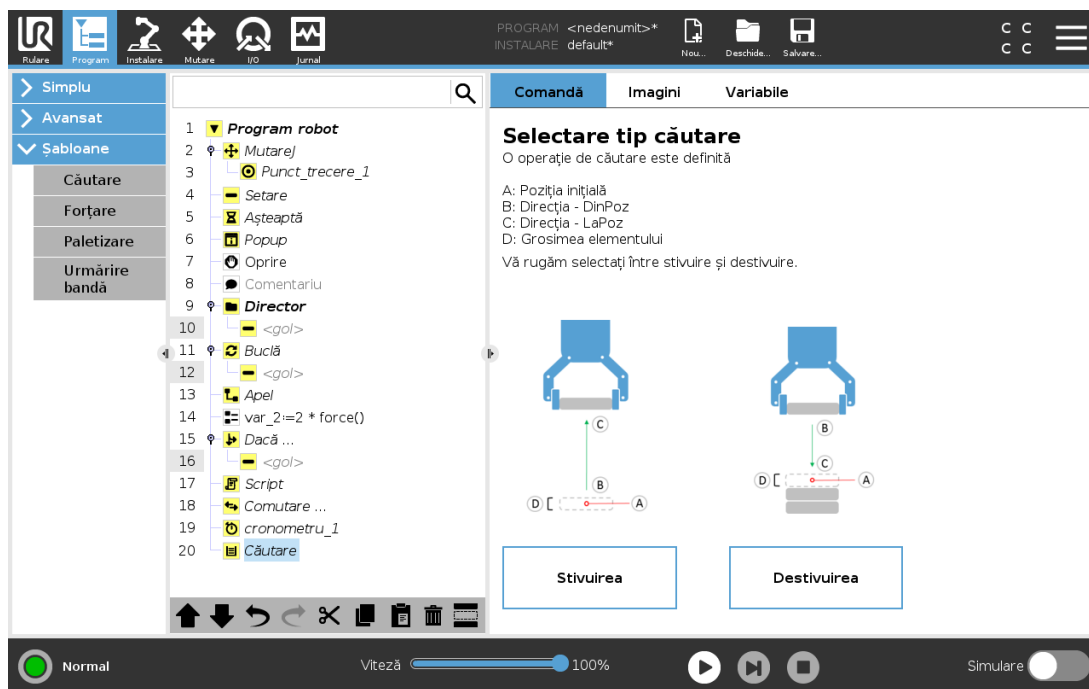 UR
Rulare
Program
Instalare
Mutare
I/O
Jurnal
PROGRAM <nedenumit>*
INSTALARE default*
Nou...
Deschide...
Salvare...
C C
C C
Simplu
Avansat
Șabloane
Căutare
Forțare
Paletizare
Urmărire
bandă
1 Program robot
2 MutareJ
3 Punct_trecere_1
4 Setare
5 Așteaptă
6 Popup
7 Oprire
8 Comentariu
9 Director
10 <gol>
11 Buclă
12 <gol>
13 Apel
14 var_2:=2 * force()
15 Dacă ...
16 <gol>
17 Script
18 Comutare ...
19 cronometru_1
20 Căutare
Comandă
Imagini
Variabile
Selectare tip căutare
O operație de căutare este definită
A: Poziția inițială
B: Direcția - DinPoz
C: Direcția - LaPoz
D: Grosimea elementului
Vă rugăm selectați între stivuire și destivuire.
C
B
D
A
B
C
D
A
Stivuirea
Destivuirea
Normal
Viteză
100%
Simulare